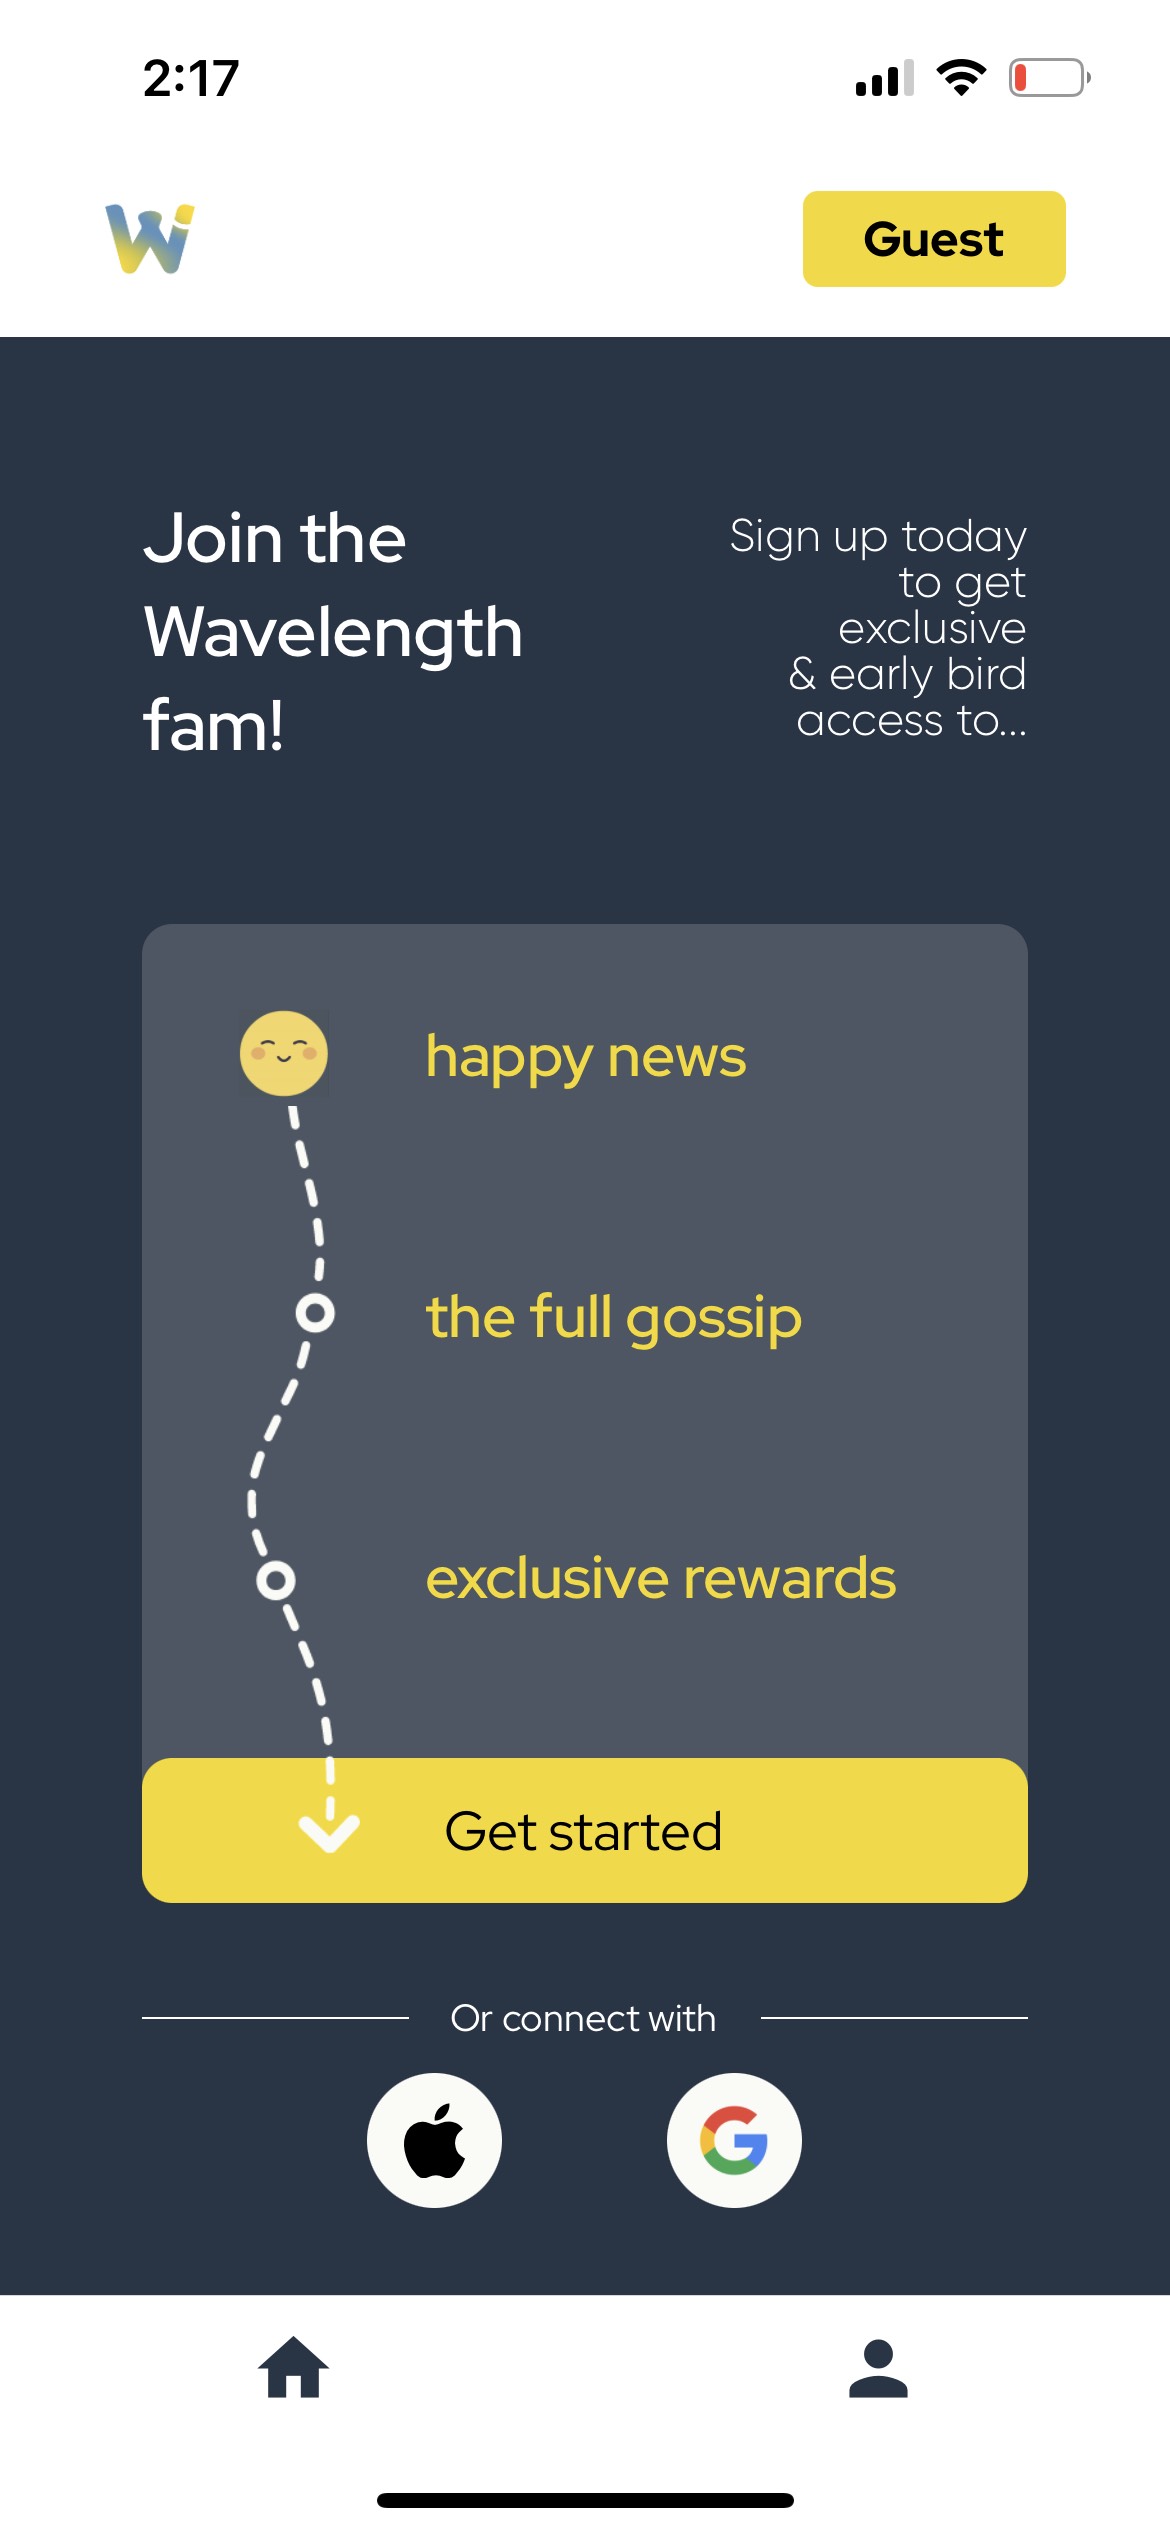 2:17
Guest
Join the
Wavelength
fam!
Sign up today
to get
exclusive
& early bird
access to...
happy news
the full gossip
exclusive rewards
Get started
Or connect with